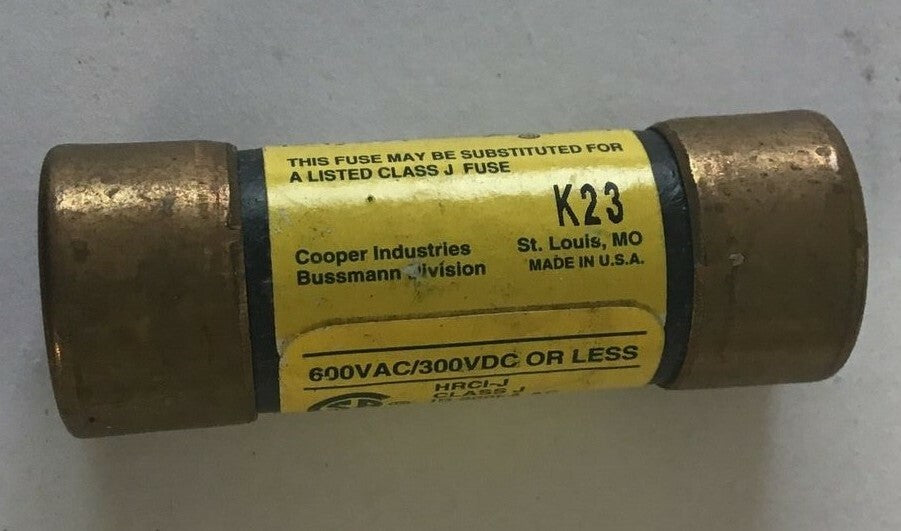 THIS FUSE MAY BE SUBSTITUTED FOR
A LISTED CLASS J FUSE
K23
Cooper Industries
Bussmann Division
St. Louis, MO
MADE IN U.S.A.
600VAC/300VDC OR LESS
HRCI-J
CLASS J